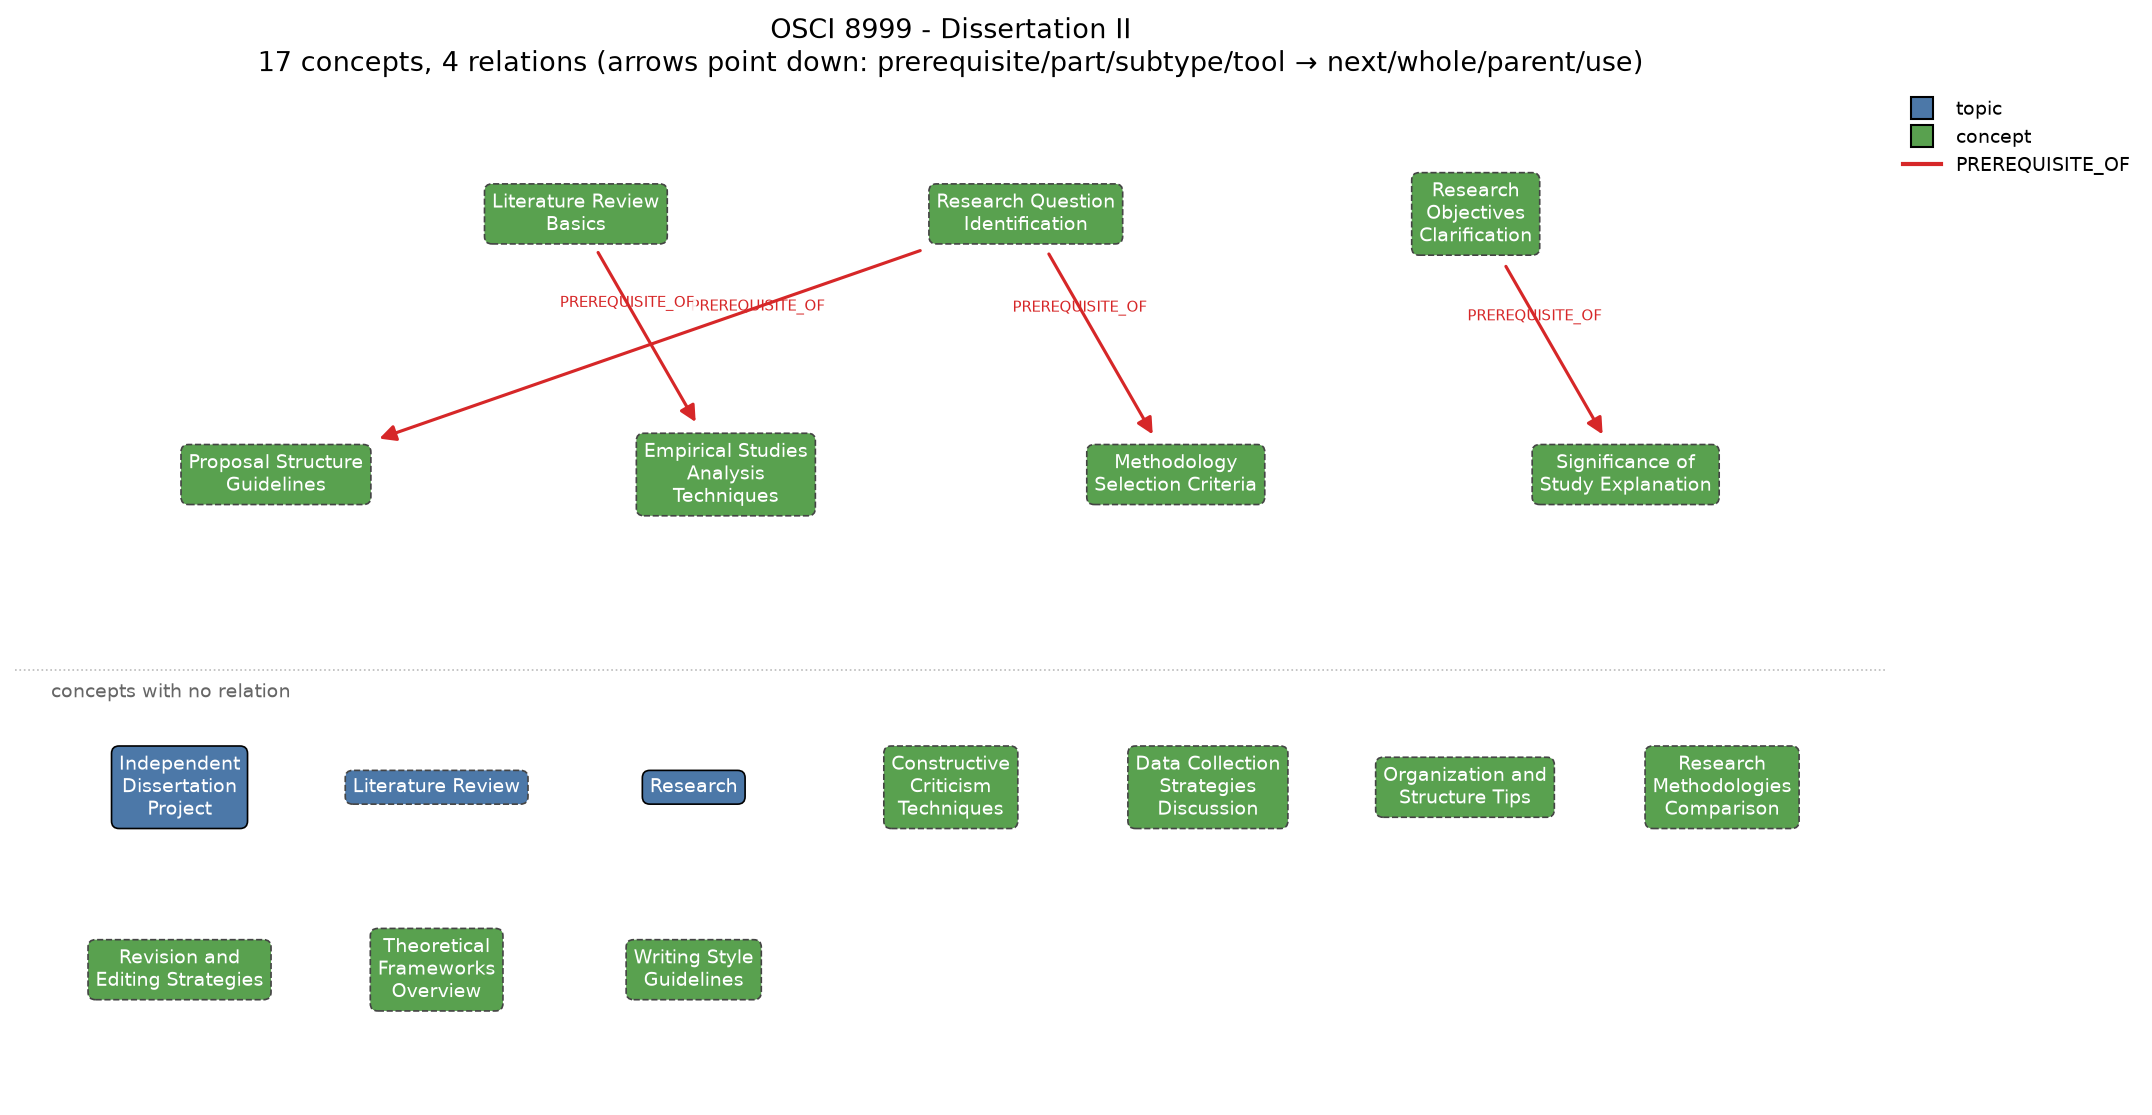 OSCI 8999 - Dissertation II
17 concepts, 4 relations (arrows point down: prerequisite/part/subtype/tool → next/whole/parent/use)
topic
concept
PREREQUISITE_OF
Literature Review
Basics
Research Question
Identification
Research
Objectives
Clarification
PREREQUISITE_OF
PREREQUISITE_OF
PREREQUISITE_OF
PREREQUISITE_OF
Proposal Structure
Guidelines
Empirical Studies
Analysis
Techniques
Methodology
Selection Criteria
Significance of
Study Explanation
concepts with no relation
Independent
Dissertation
Project
Literature Review
Research
Constructive
Criticism
Techniques
Data Collection
Strategies
Discussion
Organization and
Structure Tips
Research
Methodologies
Comparison
Revision and
Editing Strategies
Theoretical
Frameworks
Overview
Writing Style
Guidelines